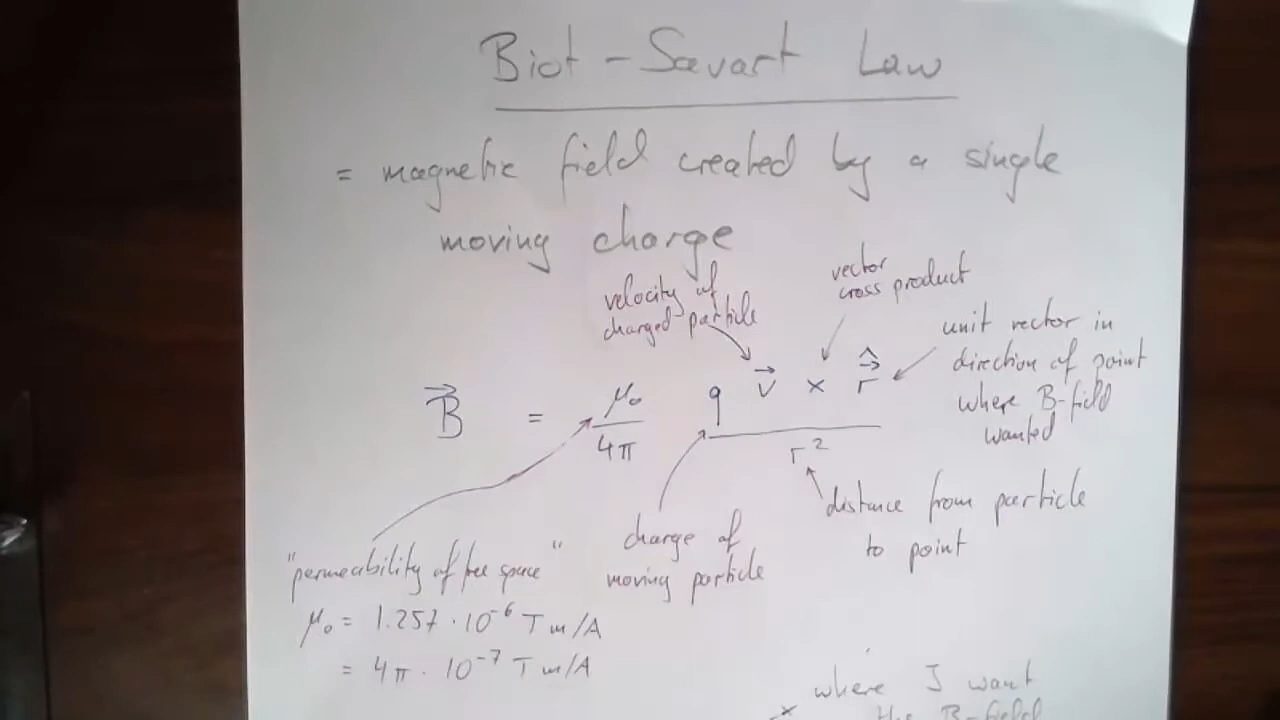 Biot - Savart Law
= magnetic field created by a single
moving charge
velocity of
charged particle
vector
cross product
unit vector in
direction of point
where B-field
wanted
B⃗ = μ₀/4π q v⃗ × r̂⃗ / r²
distance from particle
to point
charge of
moving particle
"permeability of free space"
μ₀ = 1.257 · 10⁻⁶ T m/A
= 4π · 10⁻⁷ T m/A
× where I want
the B-field